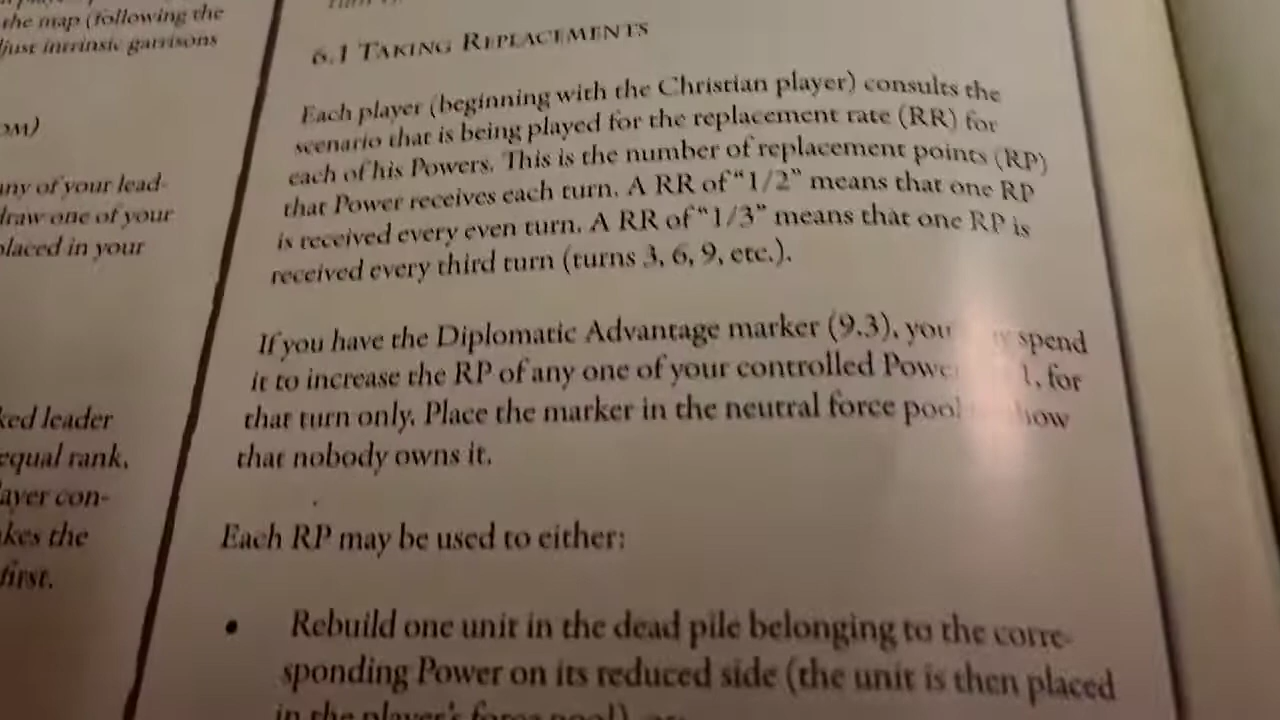 the map (following the
just intrinsic garrisons
OM)
any of your lead-
draw one of your
placed in your
ked leader
equal rank,
ayer con-
akes the
first.
6.1 TAKING REPLACEMENTS
Each player (beginning with the Christian player) consults the
scenario that is being played for the replacement rate (RR) for
each of his Powers. This is the number of replacement points (RP)
that Power receives each turn. A RR of “1/2” means that one RP
is received every even turn. A RR of “1/3” means that one RP is
received every third turn (turns 3, 6, 9, etc.).
If you have the Diplomatic Advantage marker (9.3), you spend
it to increase the RP of any one of your controlled 1, for
that turn only. Place the marker in the neutral force pool
that nobody owns it.
Each RP may be used to either:
• Rebuild one unit in the dead pile belonging to the corre-
sponding Power on its reduced side (the unit is then placed
in the player's force pool)